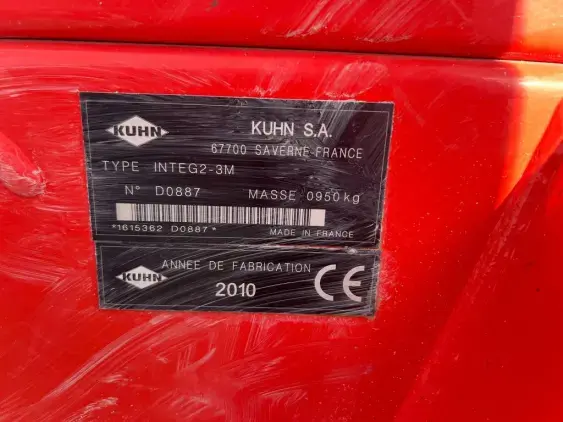 KUHN
KUHN S.A.
67700 SAVERNE-FRANCE
TYPE INTEG2-3M
N° D0887 MASSE 0950 kg
*1615362 D0887* MADE IN FRANCE
KUHN
ANNEE DE FABRICATION
2010
CE